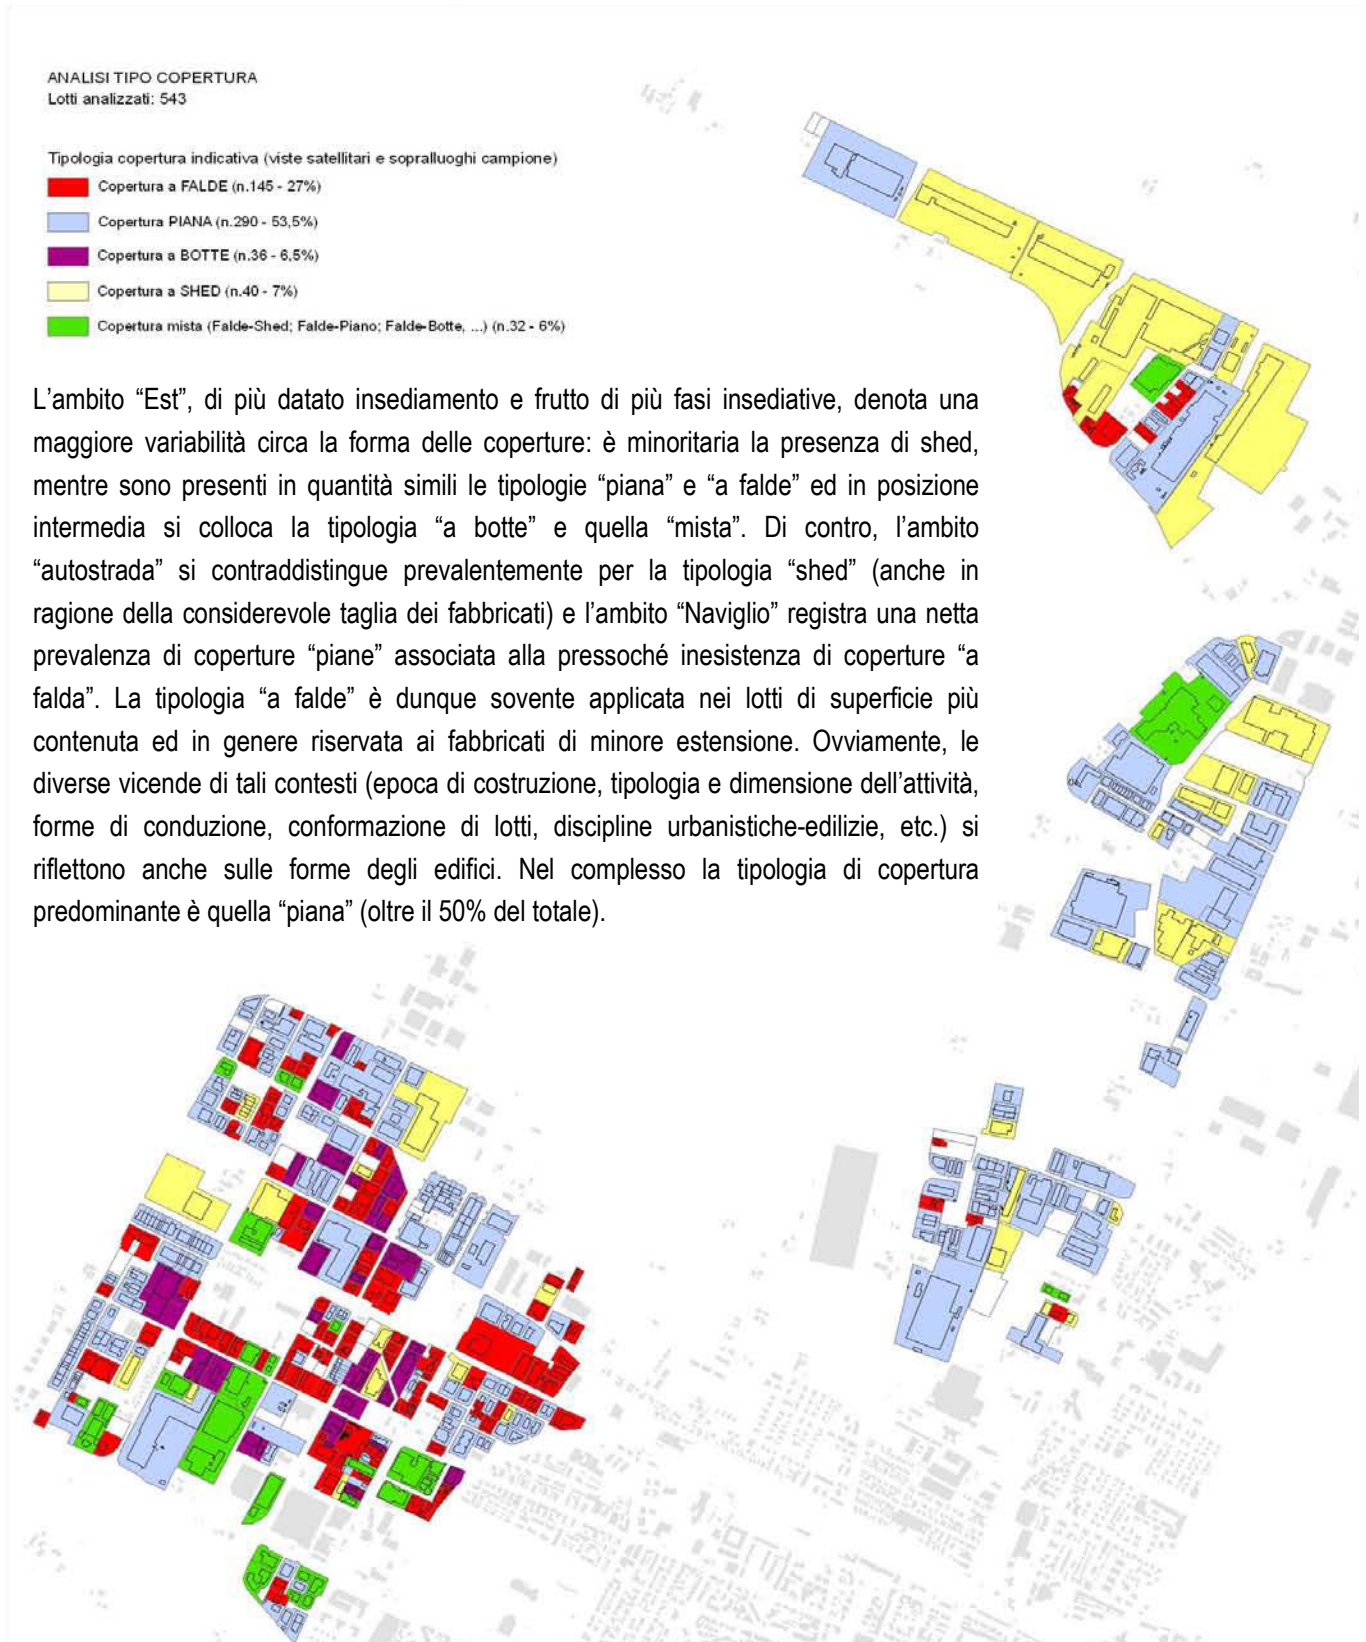 ANALISI TIPO COPERTURA
Lotti analizzati: 543
Tipologia copertura indicativa (viste satellitari e sopralluoghi campione)
Copertura a FALDE (n.145 - 27%)
Copertura PIANA (n.290 - 53,5%)
Copertura a BOTTE (n.36 - 6,5%)
Copertura a SHED (n.40 - 7%)
Copertura mista (Falde-Shed; Falde-Piano; Falde-Botte, ...) (n.32 - 6%)
L’ambito “Est”, di più datato insediamento e frutto di più fasi insediative, denota una
maggiore variabilità circa la forma delle coperture: è minoritaria la presenza di shed,
mentre sono presenti in quantità simili le tipologie “piana” e “a falde” ed in posizione
intermedia si colloca la tipologia “a botte” e quella “mista”. Di contro, l’ambito
“autostrada” si contraddistingue prevalentemente per la tipologia “shed” (anche in
ragione della considerevole taglia dei fabbricati) e l’ambito “Naviglio” registra una netta
prevalenza di coperture “piane” associata alla pressoché inesistenza di coperture “a
falda”. La tipologia “a falde” è dunque sovente applicata nei lotti di superficie più
contenuta ed in genere riservata ai fabbricati di minore estensione. Ovviamente, le
diverse vicende di tali contesti (epoca di costruzione, tipologia e dimensione dell’attività,
forme di conduzione, conformazione di lotti, discipline urbanistiche-edilizie, etc.) si
riflettono anche sulle forme degli edifici. Nel complesso la tipologia di copertura
predominante è quella “piana” (oltre il 50% del totale).